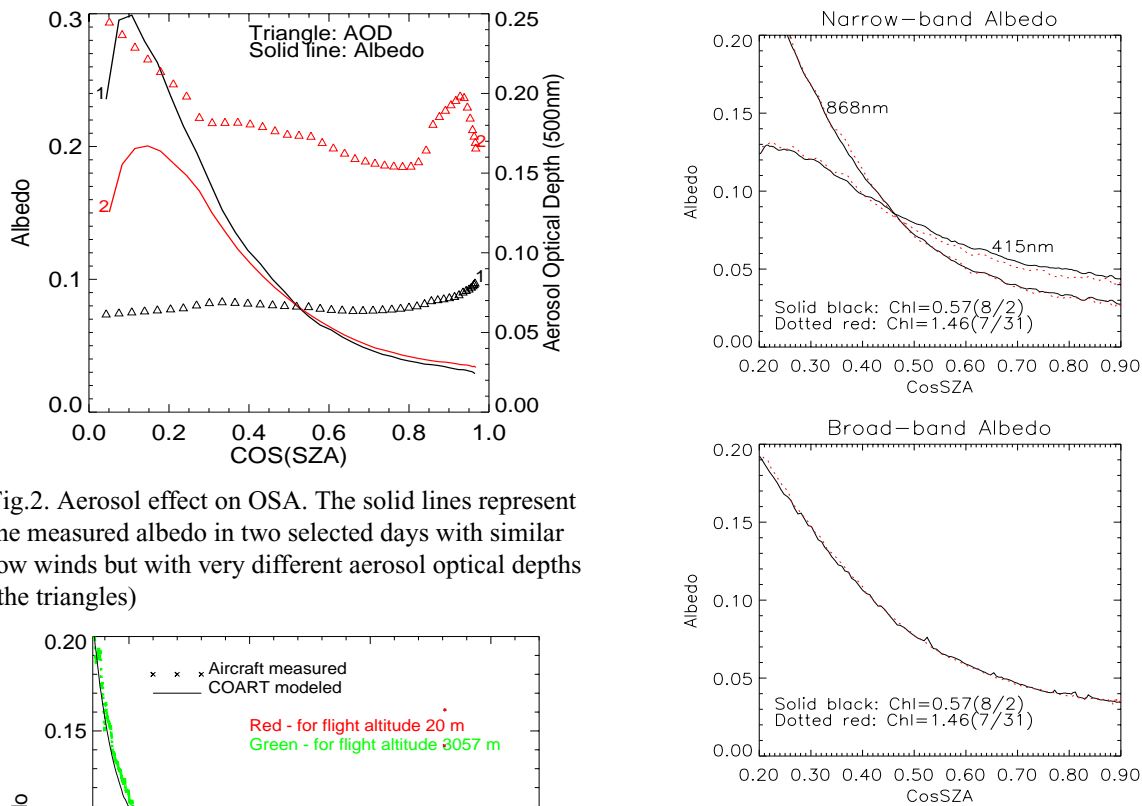 0.3
0.2
0.1
0.0
Albedo
0.25
0.20
0.15
0.10
0.05
0.00
Aerosol Optical Depth (500nm)
Triangle: AOD
Solid line: Albedo
1
2
2
1
0.0 0.2 0.4 0.6 0.8 1.0
COS(SZA)
Fig.2. Aerosol effect on OSA. The solid lines represent
the measured albedo in two selected days with similar
low winds but with very different aerosol optical depths
(the triangles)
0.20
0.15
Aircraft measured
COART modeled
Red - for flight altitude 20 m
Green - for flight altitude 3057 m
Narrow-band Albedo
0.20
0.15
0.10
0.05
0.00
Albedo
868nm
415nm
Solid black: Chl=0.57(8/2)
Dotted red: Chl=1.46(7/31)
0.20 0.30 0.40 0.50 0.60 0.70 0.80 0.90
CosSZA
Broad-band Albedo
0.20
0.15
0.10
0.05
0.00
Albedo
Solid black: Chl=0.57(8/2)
Dotted red: Chl=1.46(7/31)
0.20 0.30 0.40 0.50 0.60 0.70 0.80 0.90
CosSZA